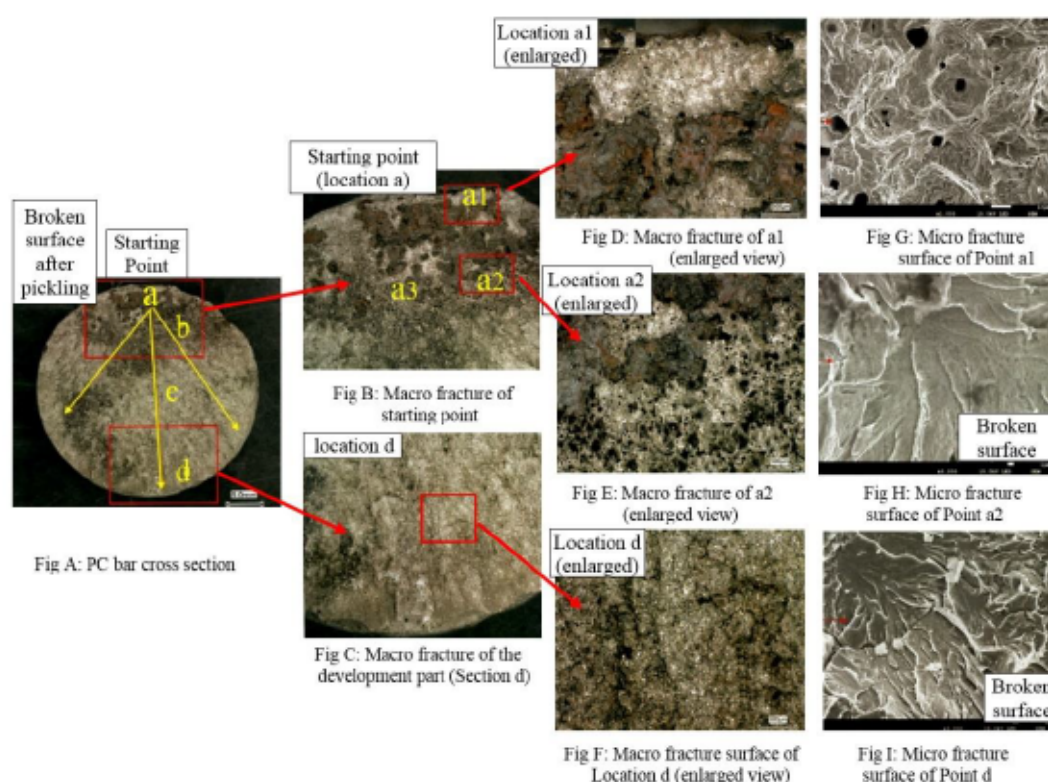 Location a1
(enlarged)
Starting point
(location a)
a1
Fig D: Macro fracture of a1
(enlarged view)
Fig G: Micro fracture
surface of Point a1
Broken
surface
after
pickling
Starting
Point
a
b
c
d
a3
a2
Location a2
(enlarged)
Fig B: Macro fracture of
starting point
location d
Broken
surface
Fig E: Macro fracture of a2
(enlarged view)
Fig H: Micro fracture
surface of Point a2
Fig A: PC bar cross section
Location d
(enlarged)
Fig C: Macro fracture of the
development part (Section d)
Broken
surface
Fig F: Macro fracture surface of
Location d (enlarged view)
Fig I: Micro fracture
surface of Point d